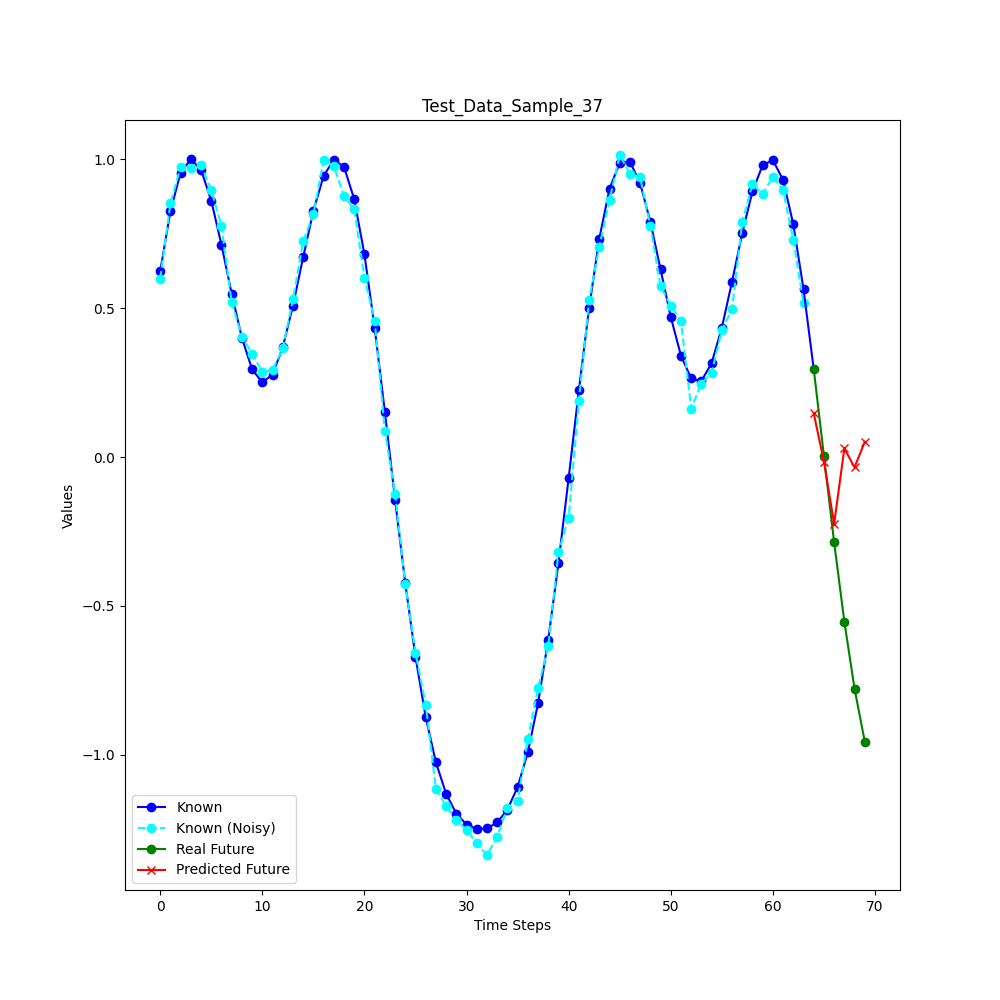 Test_Data_Sample_37
1.0
0.5
0.0
−0.5
−1.0
Values
Known
Known (Noisy)
Real Future
Predicted Future
0 10 20 30 40 50 60 70
Time Steps